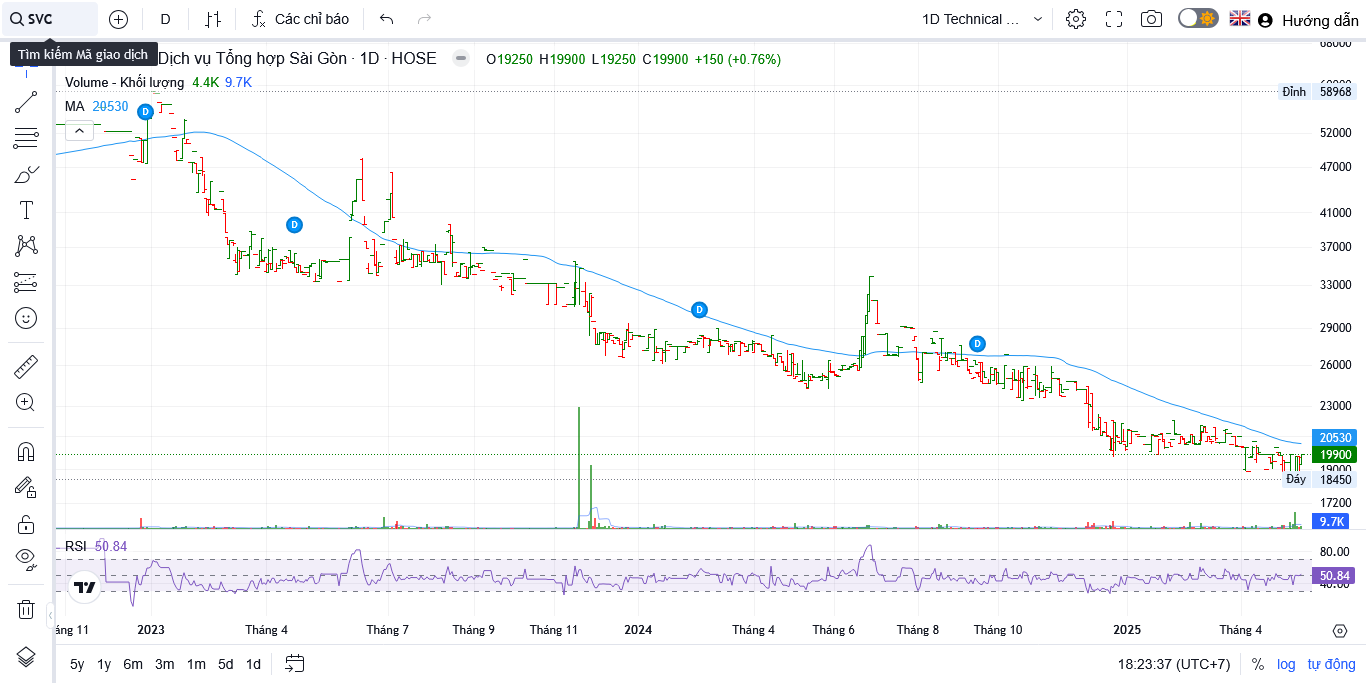 SVC
D
Các chỉ báo
1D Technical ...
Hướng dẫn
Tìm kiếm Mã giao dịch
Dịch vụ Tổng hợp Sài Gòn · 1D · HOSE
O19250 H19900 L19250 C19900 +150 (+0.76%)
Volume - Khối lượng 4.4K 9.7K
MA 20530
D
D
D
D
68000
Đỉnh 58968
52000
47000
41000
37000
33000
29000
26000
23000
20530
19900
19000
Đáy 18450
17200
9.7K
RSI 50.84
80.00
50.84
40.00
áng 11 2023 Tháng 4 Tháng 7 Tháng 9 Tháng 11 2024 Tháng 4 Tháng 6 Tháng 8 Tháng 10 2025 Tháng 4
5y 1y 6m 3m 1m 5d 1d
18:23:37 (UTC+7) % log tự động